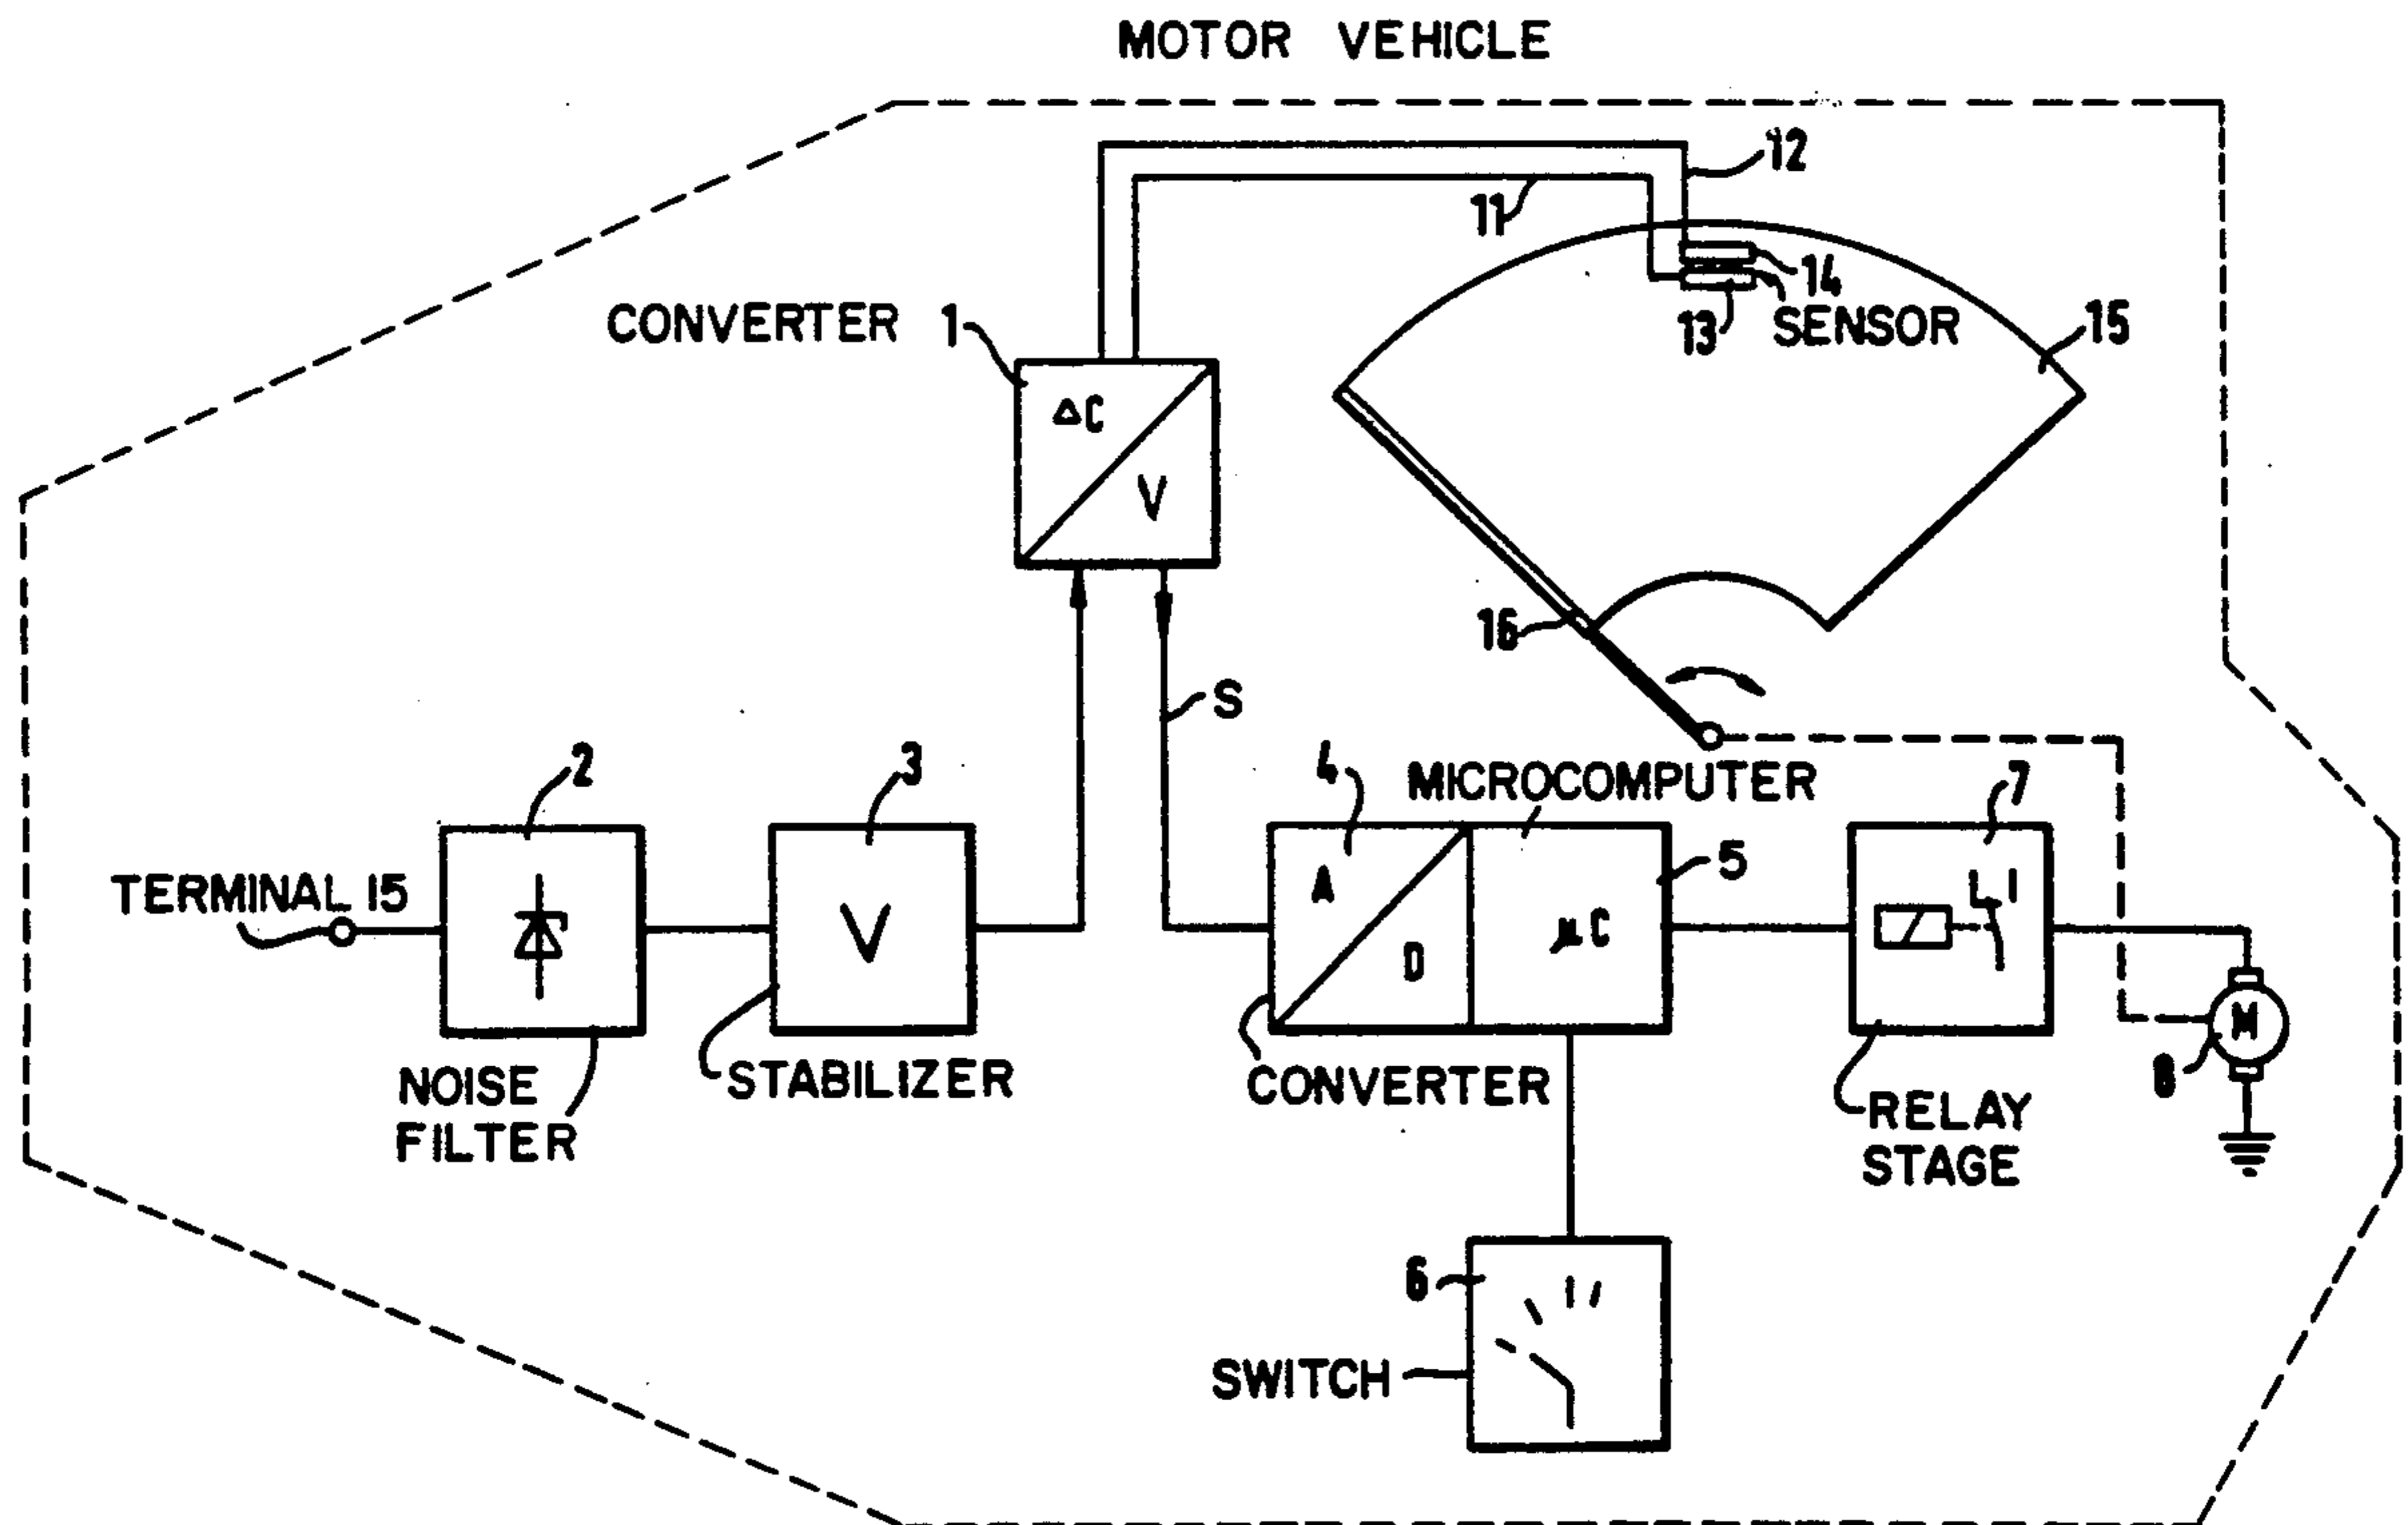 MOTOR VEHICLE
12
11
14
CONVERTER 1
13 SENSOR
15
ΔC
V
16
S
2
3
4
MICROCOMPUTER
7
5
TERMINAL 15
A
V
D
μC
M
8
NOISE
FILTER
STABILIZER
CONVERTER
RELAY
STAGE
6
SWITCH